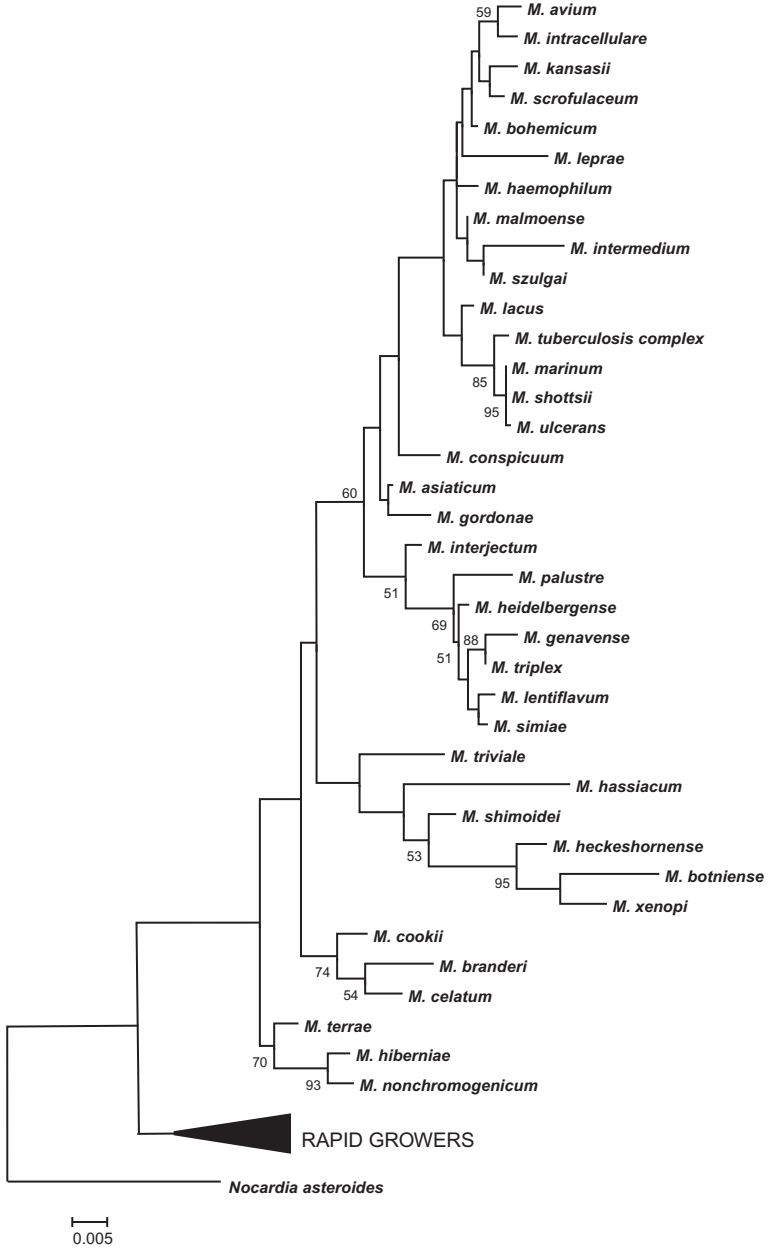 59
M. avium
M. intracellulare
M. kansasii
M. scrofulaceum
M. bohemicum
M. leprae
M. haemophilum
M. malmoense
M. intermedium
M. szulgai
M. lacus
M. tuberculosis complex
M. marinum
85
M. shottsii
95
M. ulcerans
M. conspicuum
M. asiaticum
60
M. gordonae
M. interjectum
M. palustre
51
M. heidelbergense
69
M. genavense
88
51
M. triplex
M. lentiflavum
M. simiae
M. triviale
M. hassiacum
M. shimoidei
M. heckeshornense
53
M. botniense
95
M. xenopi
M. cookii
M. branderi
74
54
M. celatum
M. terrae
M. hiberniae
70
M. nonchromogenicum
93
RAPID GROWERS
Nocardia asteroides
0.005